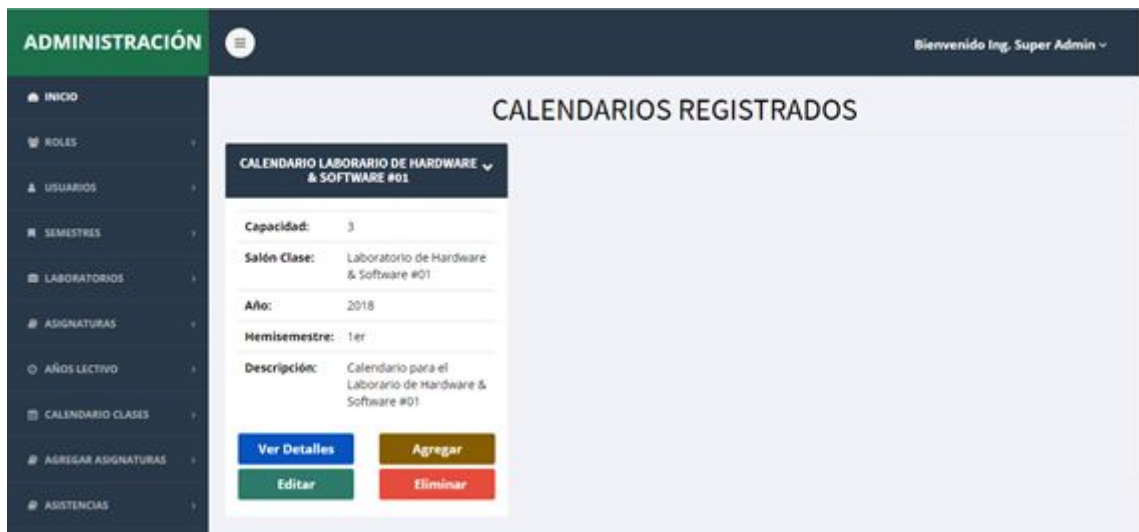 ADMINISTRACIÓN
Bienvenido Ing. Super Admin
INICIO
ROLES
USUARIOS
SEMESTRES
LABORATORIOS
ASIGNATURAS
AÑOS LECTIVO
CALENDARIO CLASES
AGREGAR ASIGNATURAS
ASISTENCIAS
CALENDARIOS REGISTRADOS
CALENDARIO LABORARIO DE HARDWARE
& SOFTWARE #01
Capacidad: 3
Salón Clase: Laboratorio de Hardware
& Software #01
Año: 2018
Hemisemestre: 1er
Descripción: Calendario para el
Laborario de Hardware &
Software #01
Ver Detalles Agregar
Editar Eliminar